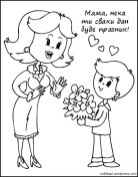 Мама, нека
ти сваки дан
буде празник!